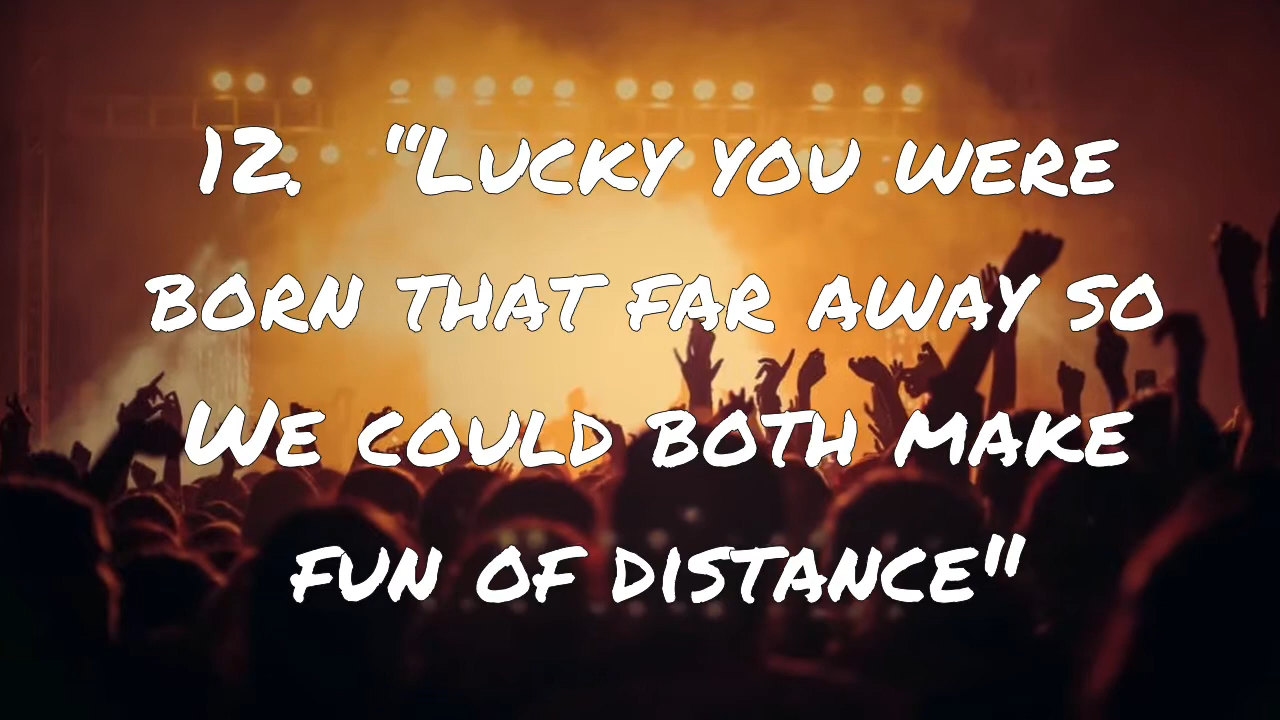 12. "Lucky you were
born that far away so
We could both make
fun of distance"